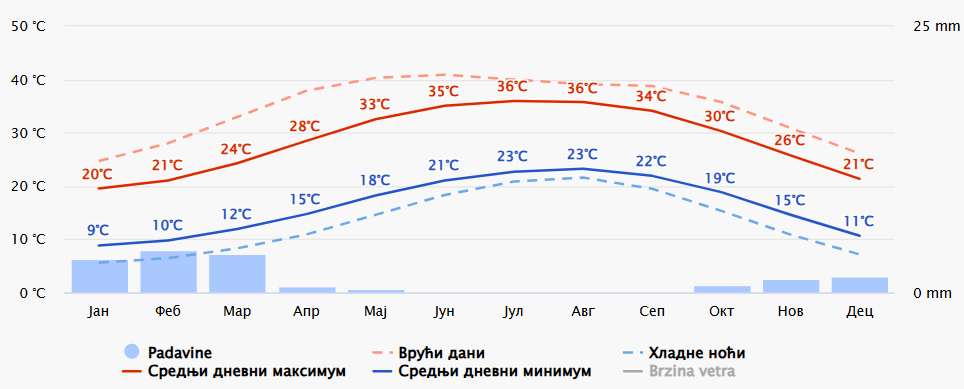 50 °C 25 mm
40 °C
30 °C
20 °C
10 °C
0 °C 0 mm
20°C 21°C 24°C 28°C 33°C 35°C 36°C 36°C 34°C 30°C 26°C 21°C
9°C 10°C 12°C 15°C 18°C 21°C 23°C 23°C 22°C 19°C 15°C 11°C
Јан Феб Мар Апр Мај Јун Јул Авг Сеп Окт Нов Дец
Padavine Врући дани Хладне ноћи
Средњи дневни максимум Средњи дневни минимум Brzina vetra